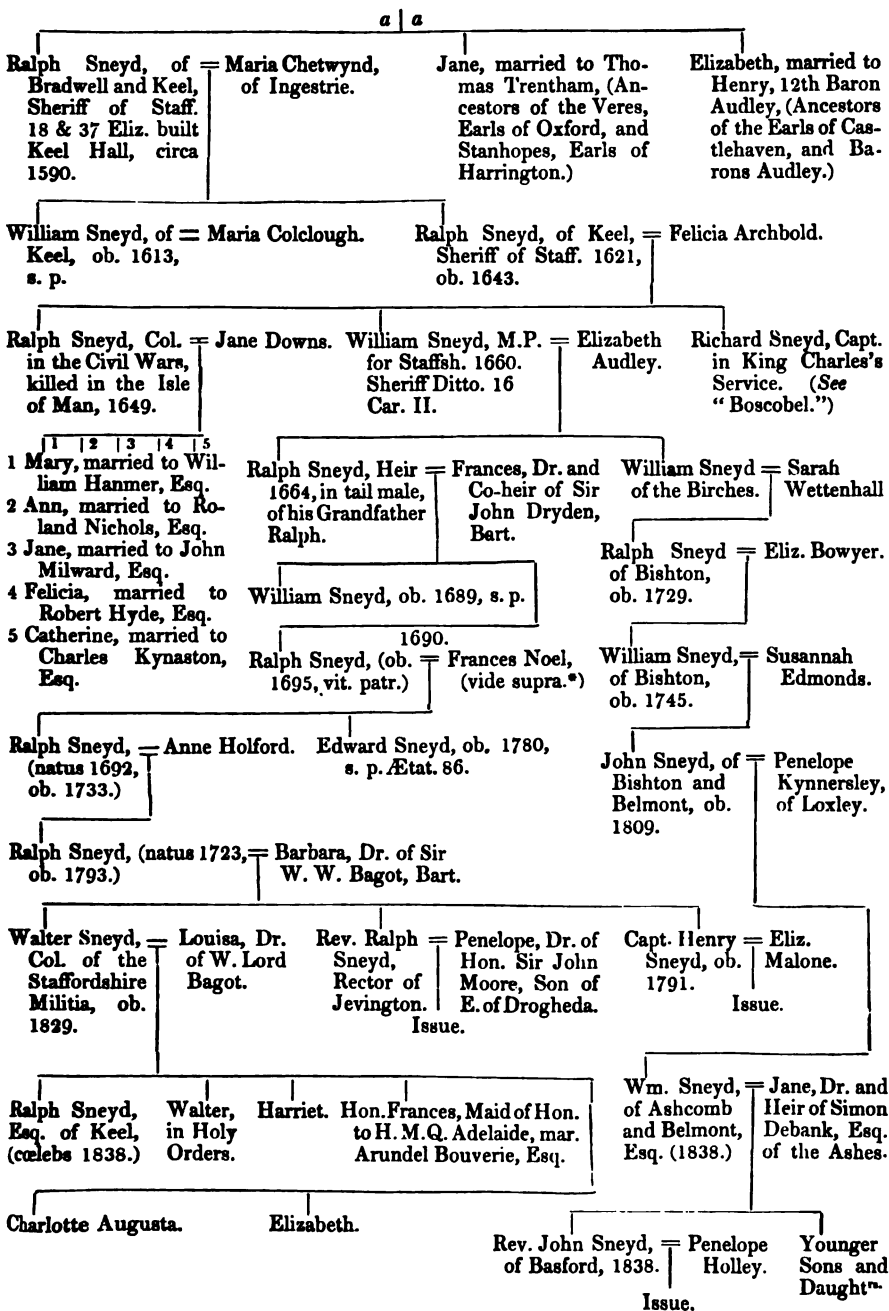 a | a
Ralph Sneyd, of
Bradwell and Keel,
Sheriff of Staff.
18 & 37 Eliz. built
Keel Hall, circa
1590.
= Maria Chetwynd,
of Ingestrie.
Jane, married to Tho-
mas Trentham, (An-
cestors of the Veres,
Earls of Oxford, and
Stanhopes, Earls of
Harrington.)
Elizabeth, married to
Henry, 12th Baron
Audley, (Ancestors
of the Earls of Cas-
tlehaven, and Ba-
rons Audley.)
William Sneyd, of
Keel, ob. 1613,
s. p.
= Maria Colclough.
Ralph Sneyd, of Keel,
Sheriff of Staff. 1621,
ob. 1643.
= Felicia Archbold.
Ralph Sneyd, Col.
in the Civil Wars,
killed in the Isle
of Man, 1649.
= Jane Downs.
William Sneyd, M.P.
for Staffsh. 1660.
Sheriff Ditto. 16
Car. II.
= Elizabeth
Audley.
Richard Sneyd, Capt.
in King Charles's
Service. (See
"Boscobel.")
|1 |2 |3 |4 |5
1 Mary, married to Wil-
liam Hanmer, Esq.
2 Ann, married to Ro-
land Nichols, Esq.
3 Jane, married to John
Milward, Esq.
4 Felicia, married to
Robert Hyde, Esq.
5 Catherine, married to
Charles Kynaston,
Esq.
Ralph Sneyd, Heir
1664, in tail male,
of his Grandfather
Ralph.
= Frances, Dr. and
Co-heir of Sir
John Dryden,
Bart.
William Sneyd
of the Birches.
= Sarah
Wettenhall
Ralph Sneyd
of Bishton,
ob. 1729.
= Eliz. Bowyer.
William Sneyd, ob. 1689, s. p.
1690.
Ralph Sneyd, (ob.
1695, vit. patr.)
= Frances Noel,
(vide supra.*)
William Sneyd,
of Bishton,
ob. 1745.
= Susannah
Edmonds.
Ralph Sneyd,
(natus 1692,
ob. 1733.)
= Anne Holford.
Edward Sneyd, ob. 1780,
s. p. Ætat. 86.
John Sneyd, of
Bishton and
Belmont, ob.
1809.
= Penelope
Kynnersley,
of Loxley.
Ralph Sneyd, (natus 1723,
ob. 1793.)
= Barbara, Dr. of Sir
W. W. Bagot, Bart.
Walter Sneyd,
Col. of the
Staffordshire
Militia, ob.
1829.
= Louisa, Dr.
of W. Lord
Bagot.
Rev. Ralph
Sneyd,
Rector of
Jevington.
= Penelope, Dr. of
Hon. Sir John
Moore, Son of
E. of Drogheda.
Issue.
Capt. Henry
Sneyd, ob.
1791.
= Eliz.
Malone.
Issue.
Ralph Sneyd,
Esq. of Keel,
(cœlebs 1838.)
Walter,
in Holy
Orders.
Harriet.
Hon. Frances, Maid of Hon.
to H. M. Q. Adelaide, mar.
Arundel Bouverie, Esq.
Wm. Sneyd,
of Ashcomb
and Belmont,
Esq. (1838.)
= Jane, Dr. and
Heir of Simon
Debank, Esq.
of the Ashes.
Charlotte Augusta.
Elizabeth.
Rev. John Sneyd,
of Basford, 1838.
= Penelope
Holley.
Issue.
Younger
Sons and
Daughtrs.